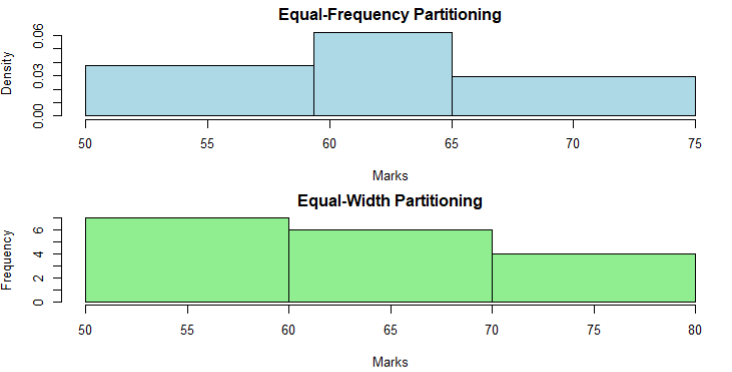 Equal-Frequency Partitioning
Density
0.00 0.03 0.06
50 55 60 65 70 75
Marks
Equal-Width Partitioning
Frequency
0 2 4 6
50 55 60 65 70 75 80
Marks